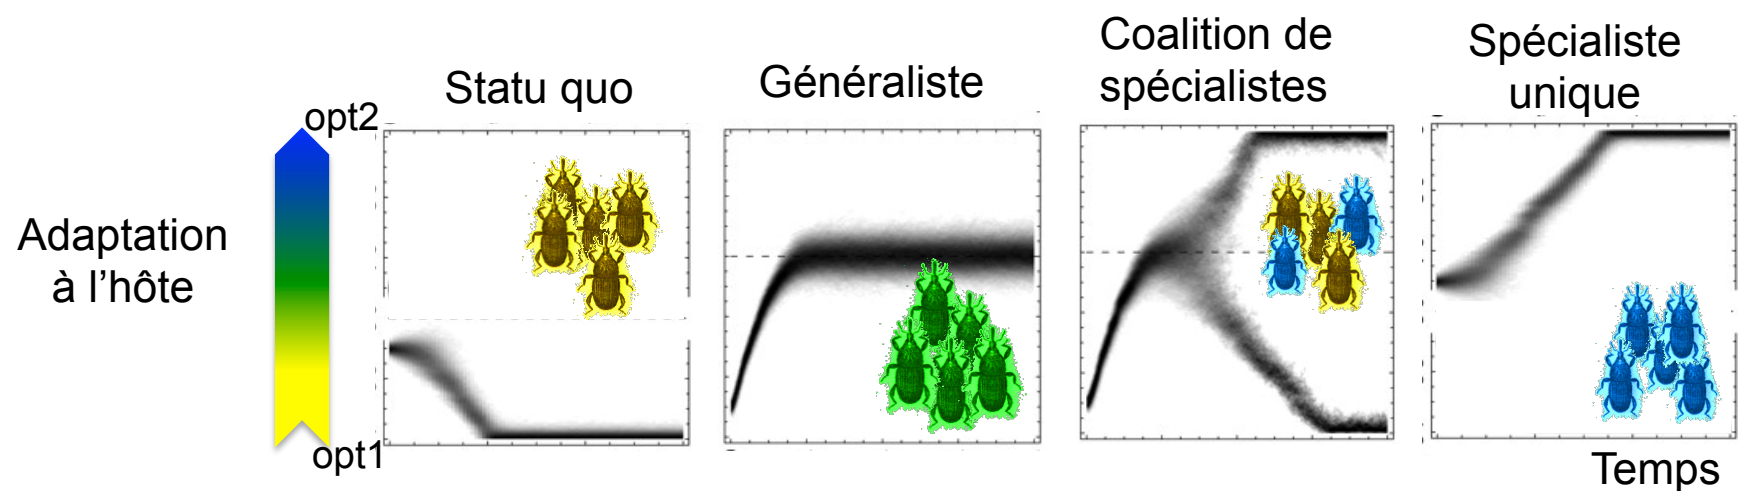 Statu quo
Généraliste
Coalition de
spécialistes
Spécialiste
unique
opt2
Adaptation
à l’hôte
opt1
Temps